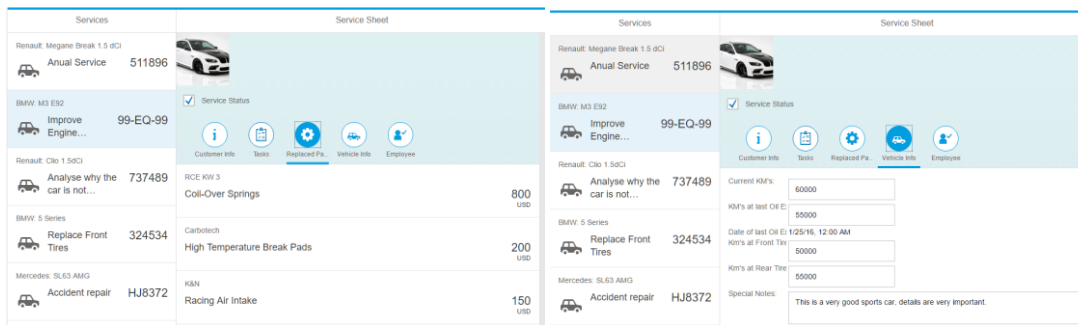 Services
Service Sheet
Renault: Megane Break 1.5 dCi
Anual Service 511896
BMW: M3 E92
Improve Engine… 99-EQ-99
Renault: Clio 1.5dCi
Analyse why the car is not… 737489
BMW: 5 Series
Replace Front Tires 324534
Mercedes: SL63 AMG
Accident repair HJ8372
Service Status
Customer Info Tasks Replaced Pa... Vehicle Info Employee
RCE KW 3
Coil-Over Springs 800
USD
Carbotech
High Temperature Break Pads 200
USD
K&N
Racing Air Intake 150
USD
Services
Service Sheet
Renault: Megane Break 1.5 dCi
Anual Service 511896
BMW: M3 E92
Improve Engine… 99-EQ-99
Renault: Clio 1.5dCi
Analyse why the car is not… 737489
BMW: 5 Series
Replace Front Tires 324534
Mercedes: SL63 AMG
Accident repair HJ8372
Service Status
Customer Info Tasks Replaced Pa... Vehicle Info Employee
Current KM's: 60000
KM's at last Oil E 55000
Date of last Oil E 1/25/16, 12:00 AM
Km's at Front Tire 50000
Km's at Rear Tire 55000
Special Notes: This is a very good sports car, details are very important.